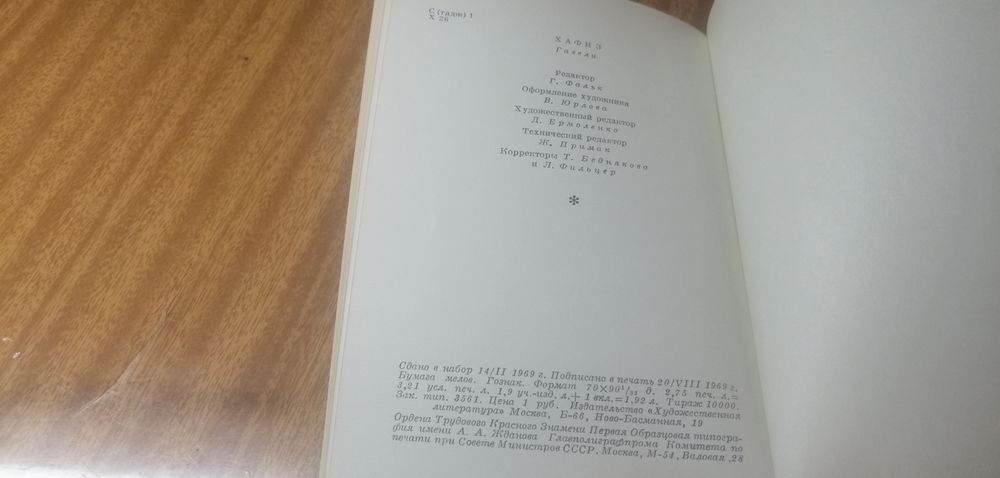 С (тадж) 1
Х 26
ХАФИЗ
Газели
Редактор
Г. Фальк
Оформление художника
В. Юрлова
Художественный редактор
Д. Ермоленко
Технический редактор
Ж. Примак
Корректоры Т. Беднякова
и Л. Фильцер
*
Сдано в набор 14/II 1969 г. Подписано в печать 20/VIII 1969 г.
Бумага мелов. Гознак. Формат 70×90¹/₃₂ д. 2,75 печ. л.=
3,21 усл. печ. л. 1,9 уч.-изд. л.+ 1 вкл.=1,92 л. Тираж 10000.
Зак. тип. 3561. Цена 1 руб. Издательство «Художественная
литература» Москва, Б-66, Ново-Басманная, 19
Ордена Трудового Красного Знамени Первая Образцовая типогра-
фия имени А. А. Жданова Главполиграфпрома Комитета по
печати при Совете Министров СССР. Москва, М-54, Валовая ,28